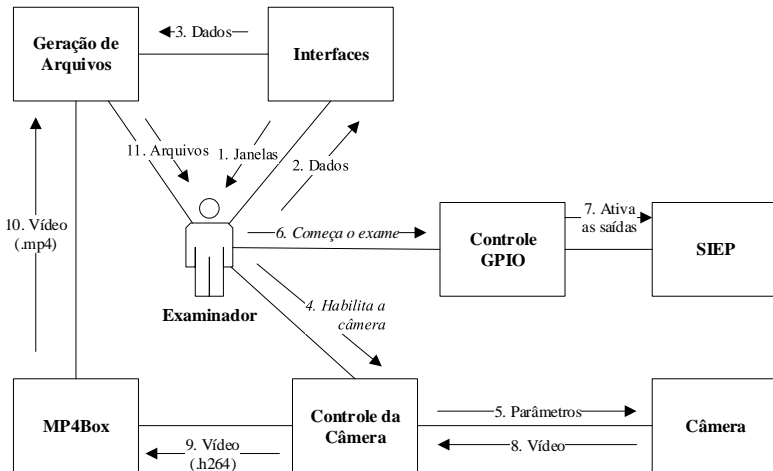 3. Dados
Geração de
Arquivos
Interfaces
11. Arquivos
1. Janelas
2. Dados
10. Vídeo
(.mp4)
6. Começa o exame
Controle
GPIO
7. Ativa
as saídas
SIEP
Examinador
4. Habilita a
câmera
MP4Box
9. Vídeo
(.h264)
Controle da
Câmera
5. Parâmetros
8. Vídeo
Câmera